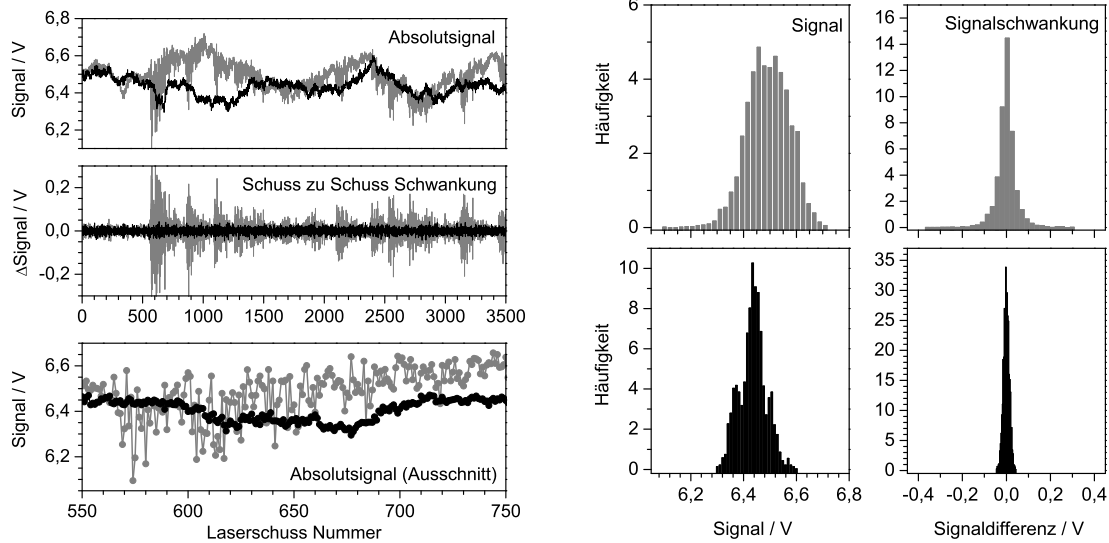 Absolutsignal
6,8
6,6
6,4
6,2
Signal / V
Schuss zu Schuss Schwankung
0,2
0,0
-0,2
ΔSignal / V
0 500 1000 1500 2000 2500 3000 3500
6,6
6,4
6,2
Signal / V
Absolutsignal (Ausschnitt)
550 600 650 700 750
Laserschuss Nummer
Signal
6
4
2
0
Häufigkeit
Signalschwankung
16
14
12
10
8
6
4
2
0
10
8
6
4
2
0
Häufigkeit
6,2 6,4 6,6 6,8
Signal / V
35
30
25
20
15
10
5
0
-0,4 -0,2 0,0 0,2 0,4
Signaldifferenz / V